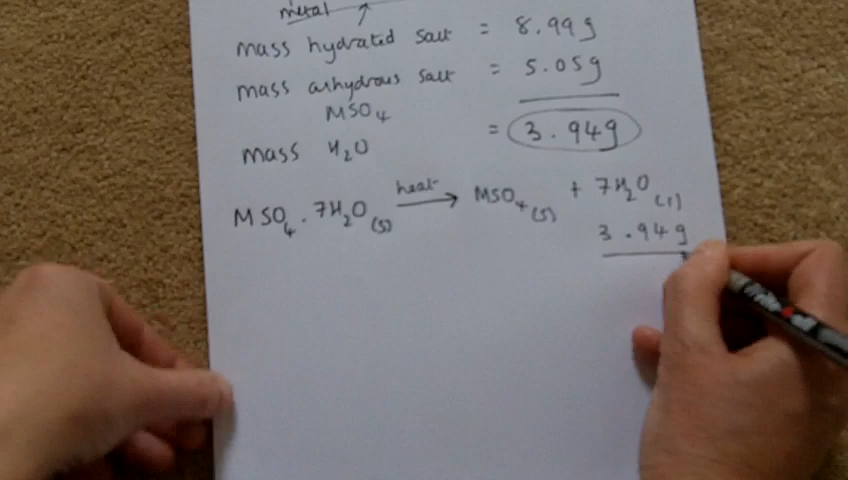 metal
mass hydrated salt = 8.99g
mass anhydrous salt = 5.05g
MSO4
mass H2O = 3.94g
MSO4.7H2O(s) heat → MSO4(s) + 7H2O(l)
3.94g